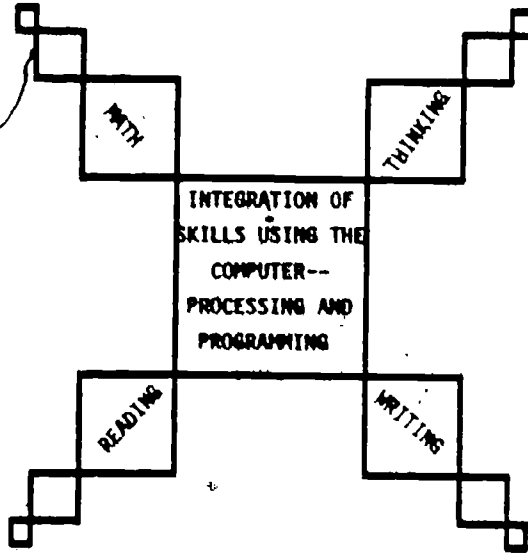 MATH
THINKING
INTEGRATION OF
SKILLS USING THE
COMPUTER--
PROCESSING AND
PROGRAMMING
READING
WRITING